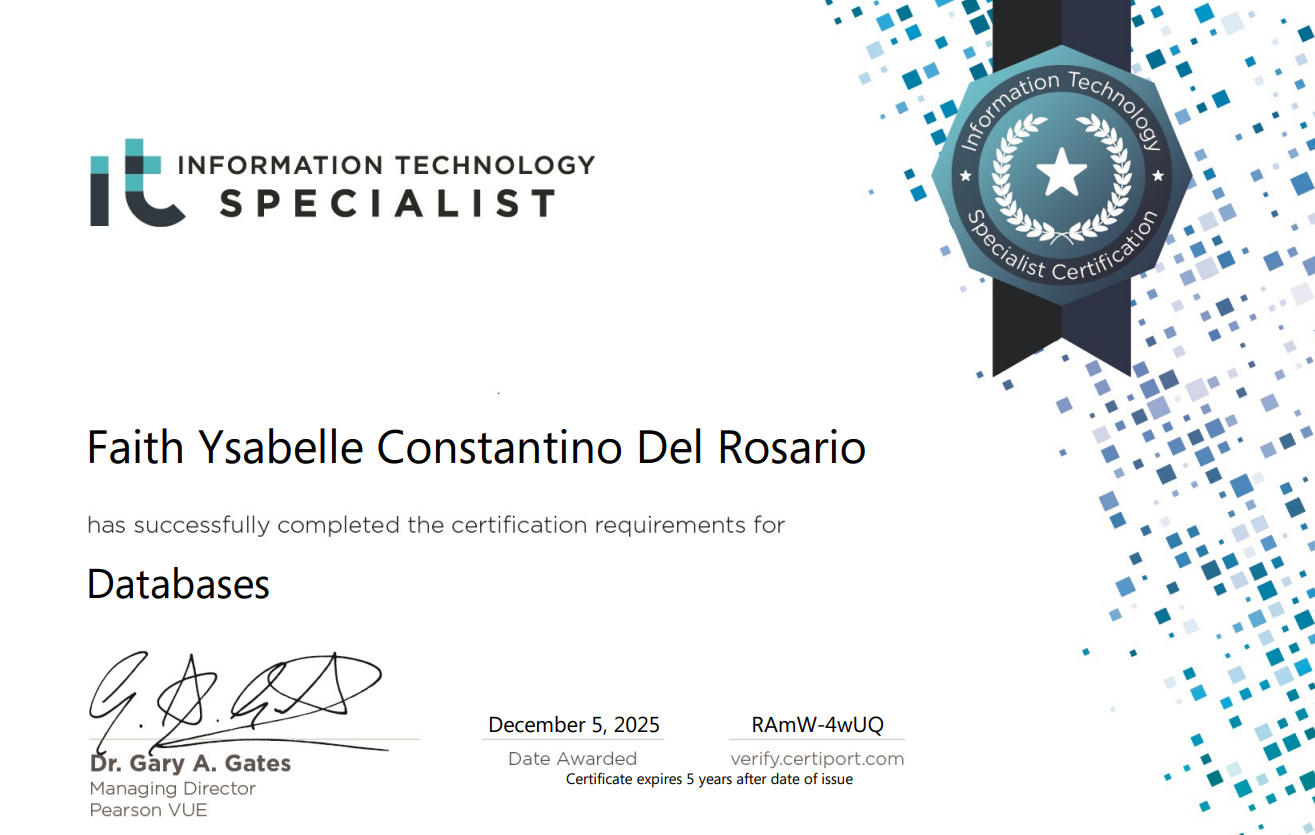 it INFORMATION TECHNOLOGY
SPECIALIST
Information Technology
Specialist Certification
Faith Ysabelle Constantino Del Rosario
has successfully completed the certification requirements for
Databases
December 5, 2025
RAmW-4wUQ
Dr. Gary A. Gates
Date Awarded
verify.certiport.com
Certificate expires 5 years after date of issue
Managing Director
Pearson VUE